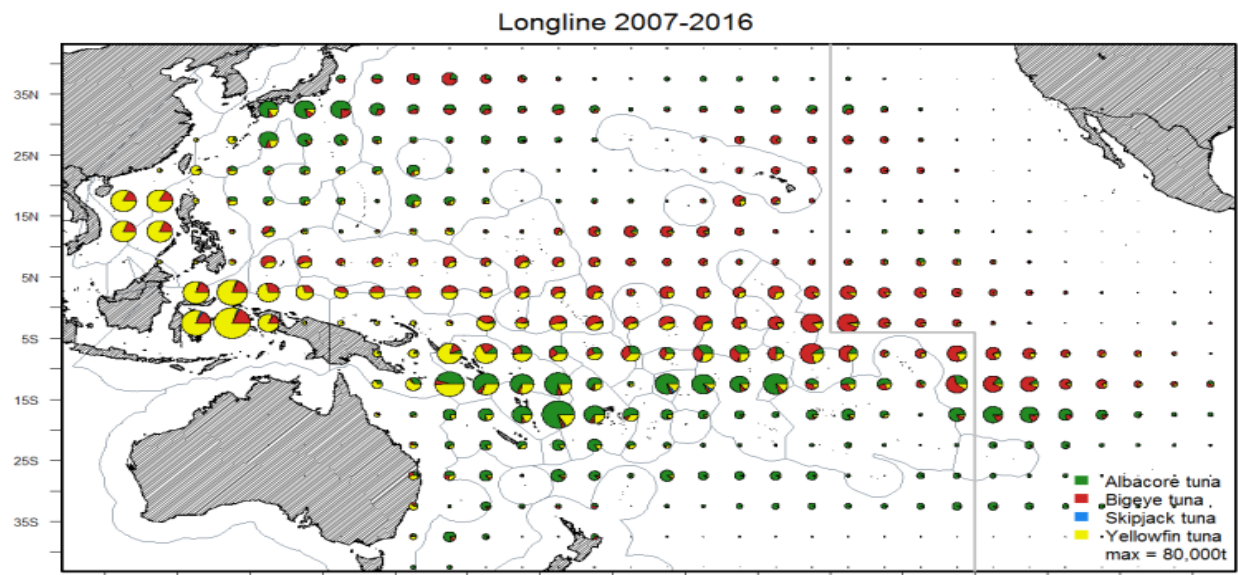 Longline 2007-2016
35N
25N
15N
5N
5S
15S
25S
35S
Albacore tuna
Bigeye tuna
Skipjack tuna
Yellowfin tuna
max = 80,000t